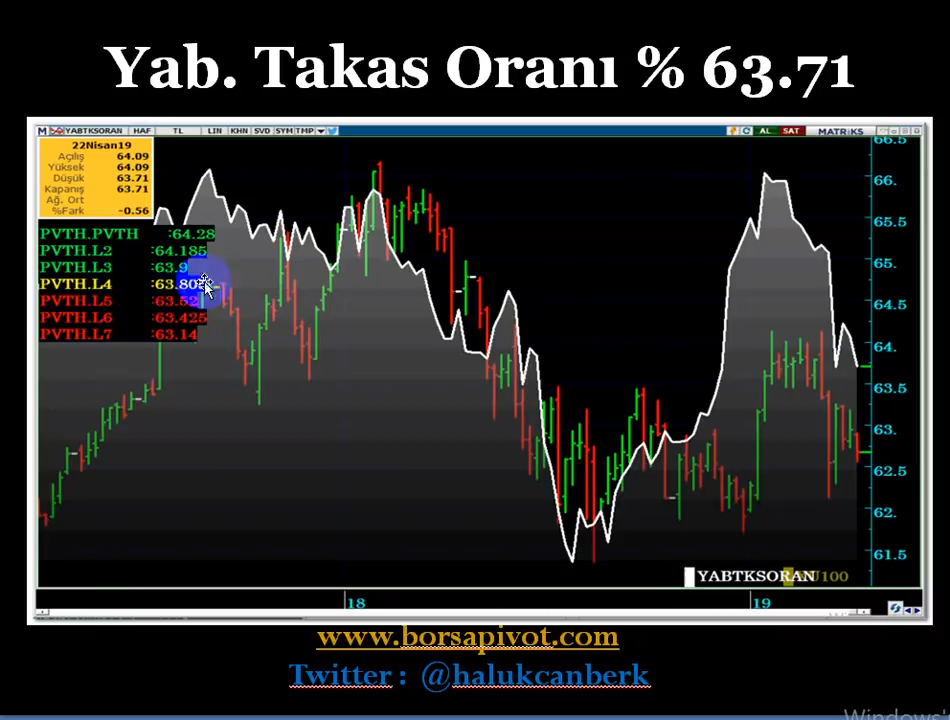 Yab. Takas Oranı % 63.71
M YABTKSORAN HAF TL LIN KHN SVD SYM TMP AL SAT MATRIKS
22Nisan19
Açılış 64.09
Yüksek 64.09
Düşük 63.71
Kapanış 63.71
Ağ. Ort
%Fark -0.56
PVTH.PVTH :64.28
PVTH.L2 :64.185
PVTH.L3 :63.9
PVTH.L4
PVTH.L5 :63.52
PVTH.L6 :63.425
PVTH.L7 :63.14
66.5
66.
65.5
65.
64.5
64.
63.5
63.
62.5
62.
61.5
YABTKSORAN
18 19
www.borsapivot.com
Twitter : @halukcanberk